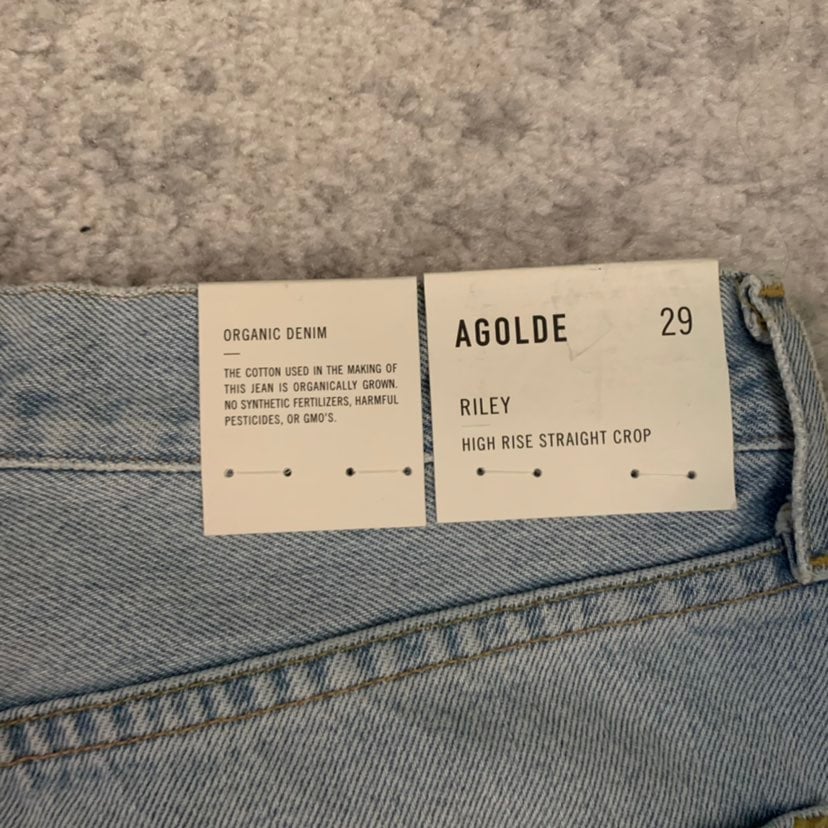 ORGANIC DENIM
THE COTTON USED IN THE MAKING OF
THIS JEAN IS ORGANICALLY GROWN.
NO SYNTHETIC FERTILIZERS, HARMFUL
PESTICIDES, OR GMO'S.
AGOLDE 29
RILEY
HIGH RISE STRAIGHT CROP